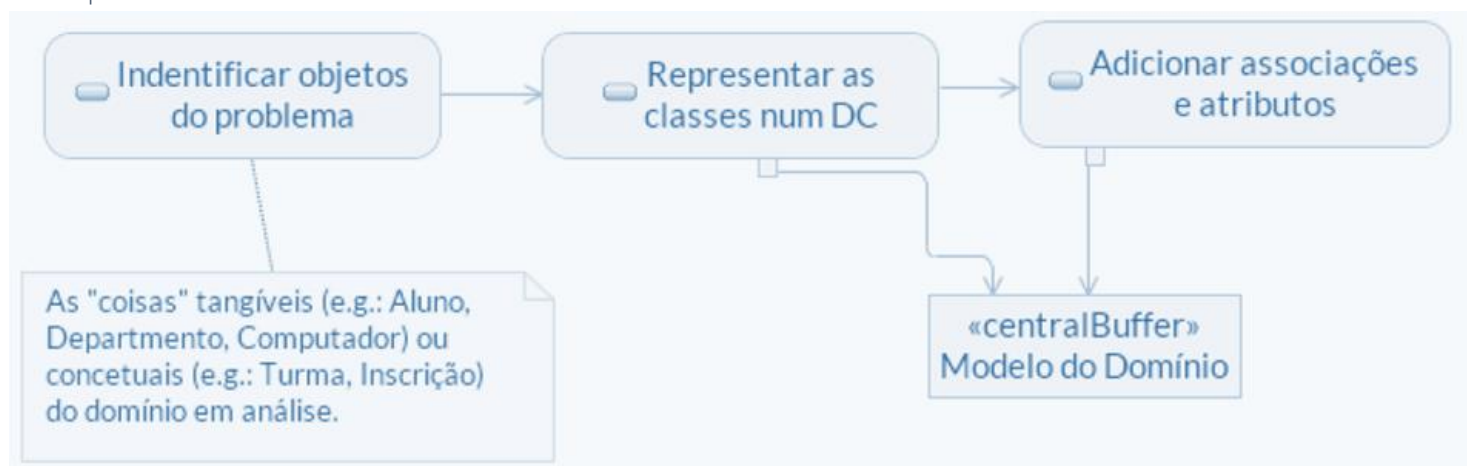 Indentificar objetos
do problema
Representar as
classes num DC
Adicionar associações
e atributos
As "coisas" tangíveis (e.g.: Aluno,
Departmento, Computador) ou
concetuais (e.g.: Turma, Inscrição)
do domínio em análise.
«centralBuffer»
Modelo do Domínio